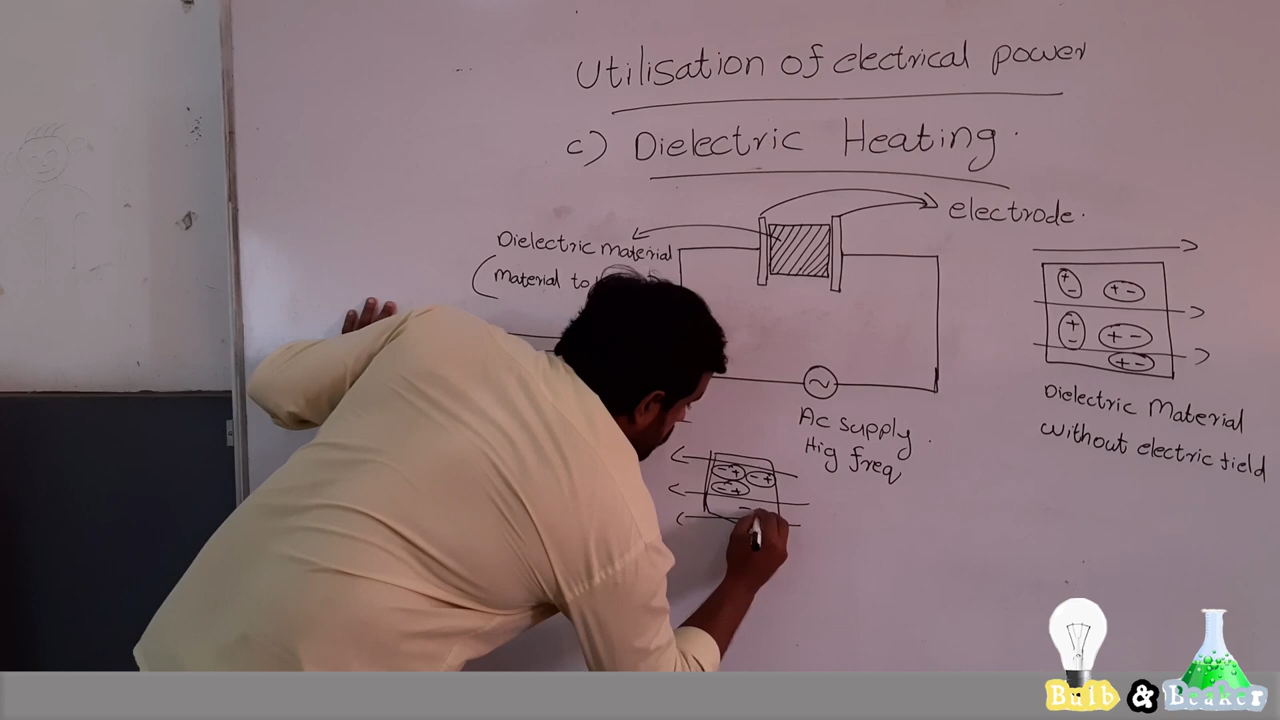 Utilisation of electrical power
c) Dielectric Heating.
electrode.
Dielectric material
(Material to
+ -
+ -
+ -
+ -
+ -
Dielectric Material
without electric field
Ac supply.
Hig freq
- +
- +
- +
-
Bulb & Beaker